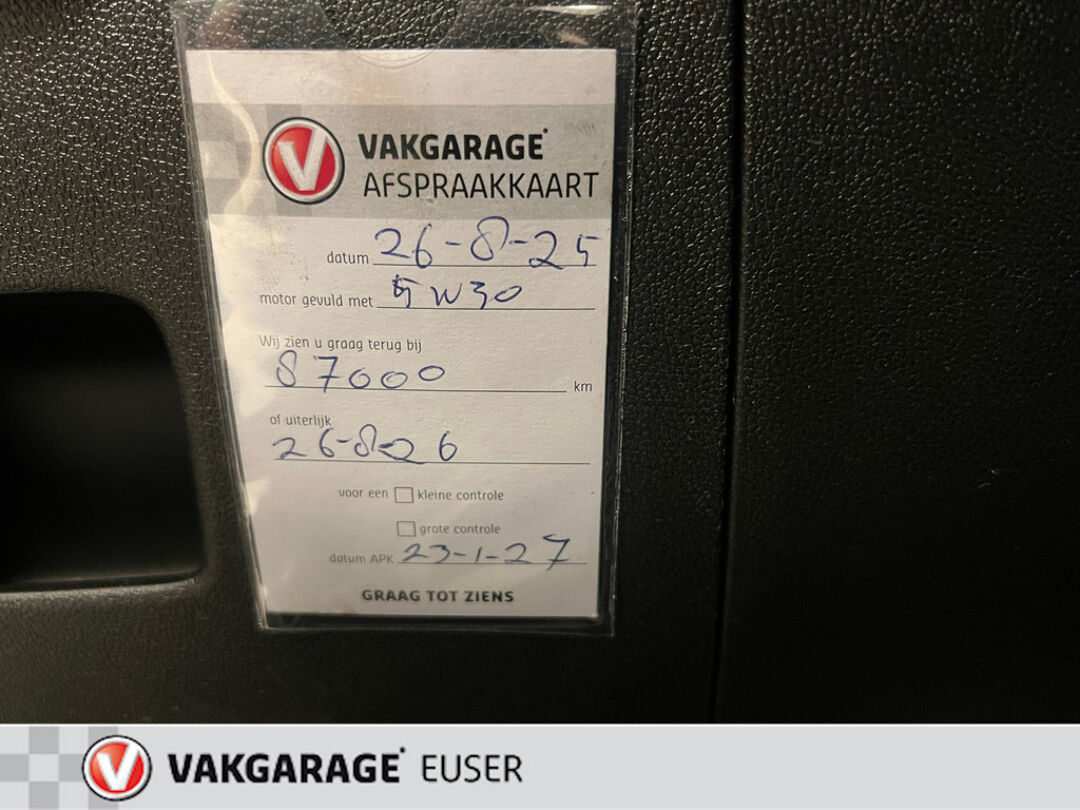 VAKGARAGE
AFSPRAAKKAART
datum 26-8-25
motor gevuld met 5W30
Wij zien u graag terug bij
87000 km
of uiterlijk
26-8-26
voor een kleine controle
grote controle
datum APK 23-1-27
GRAAG TOT ZIENS
VAKGARAGE EUSER